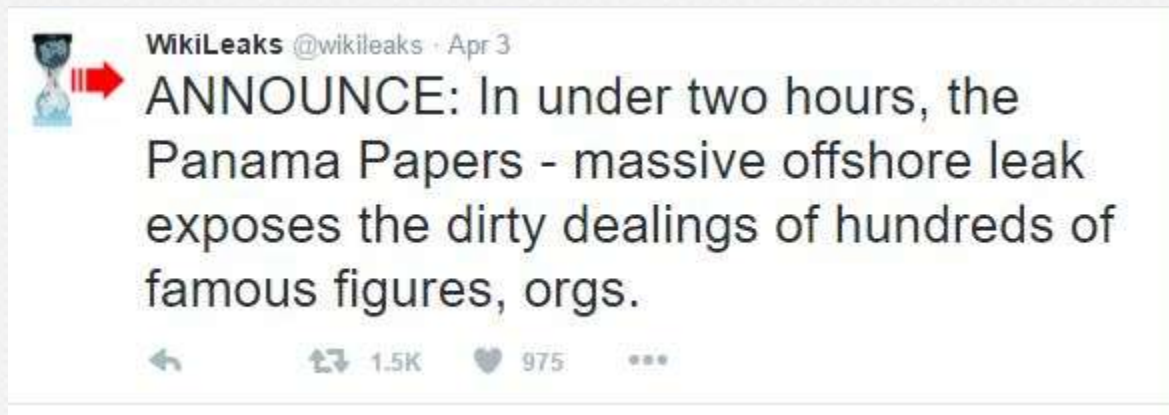 WikiLeaks @wikileaks · Apr 3
ANNOUNCE: In under two hours, the
Panama Papers - massive offshore leak
exposes the dirty dealings of hundreds of
famous figures, orgs.
1.5K 975